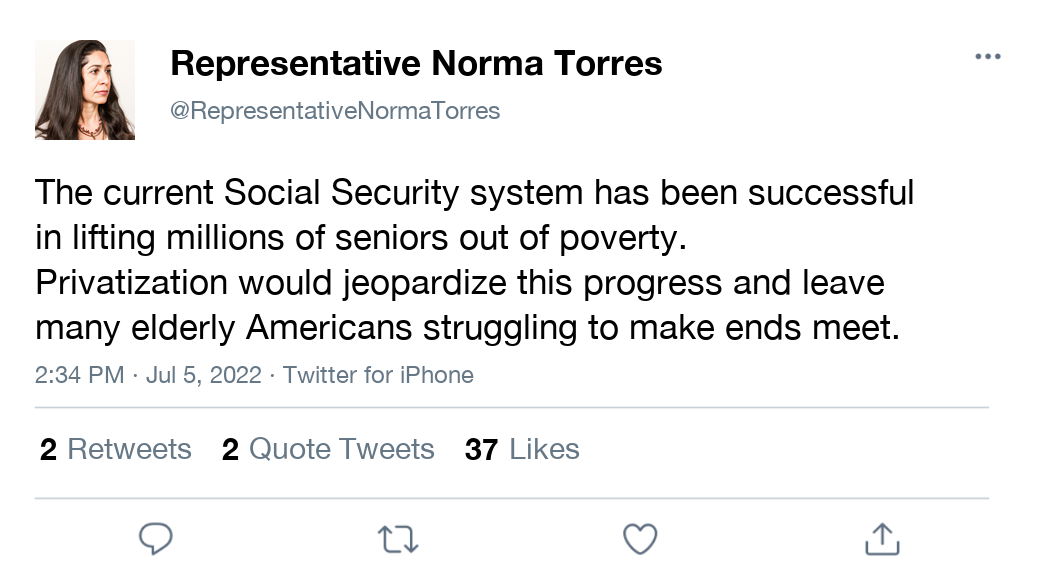 Representative Norma Torres
@RepresentativeNormaTorres
The current Social Security system has been successful
in lifting millions of seniors out of poverty.
Privatization would jeopardize this progress and leave
many elderly Americans struggling to make ends meet.
2:34 PM · Jul 5, 2022 · Twitter for iPhone
2 Retweets 2 Quote Tweets 37 Likes